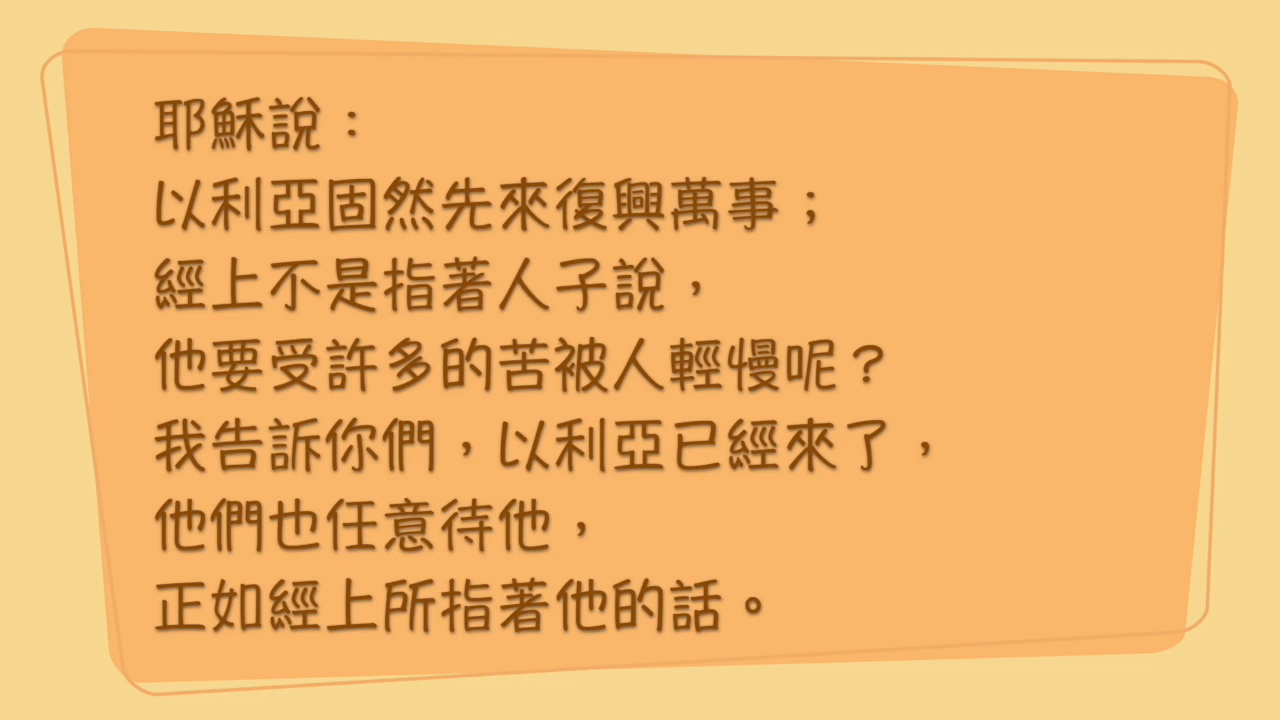 耶穌說：
以利亞固然先來復興萬事；
經上不是指著人子說，
他要受許多的苦被人輕慢呢？
我告訴你們，以利亞已經來了，
他們也任意待他，
正如經上所指著他的話。